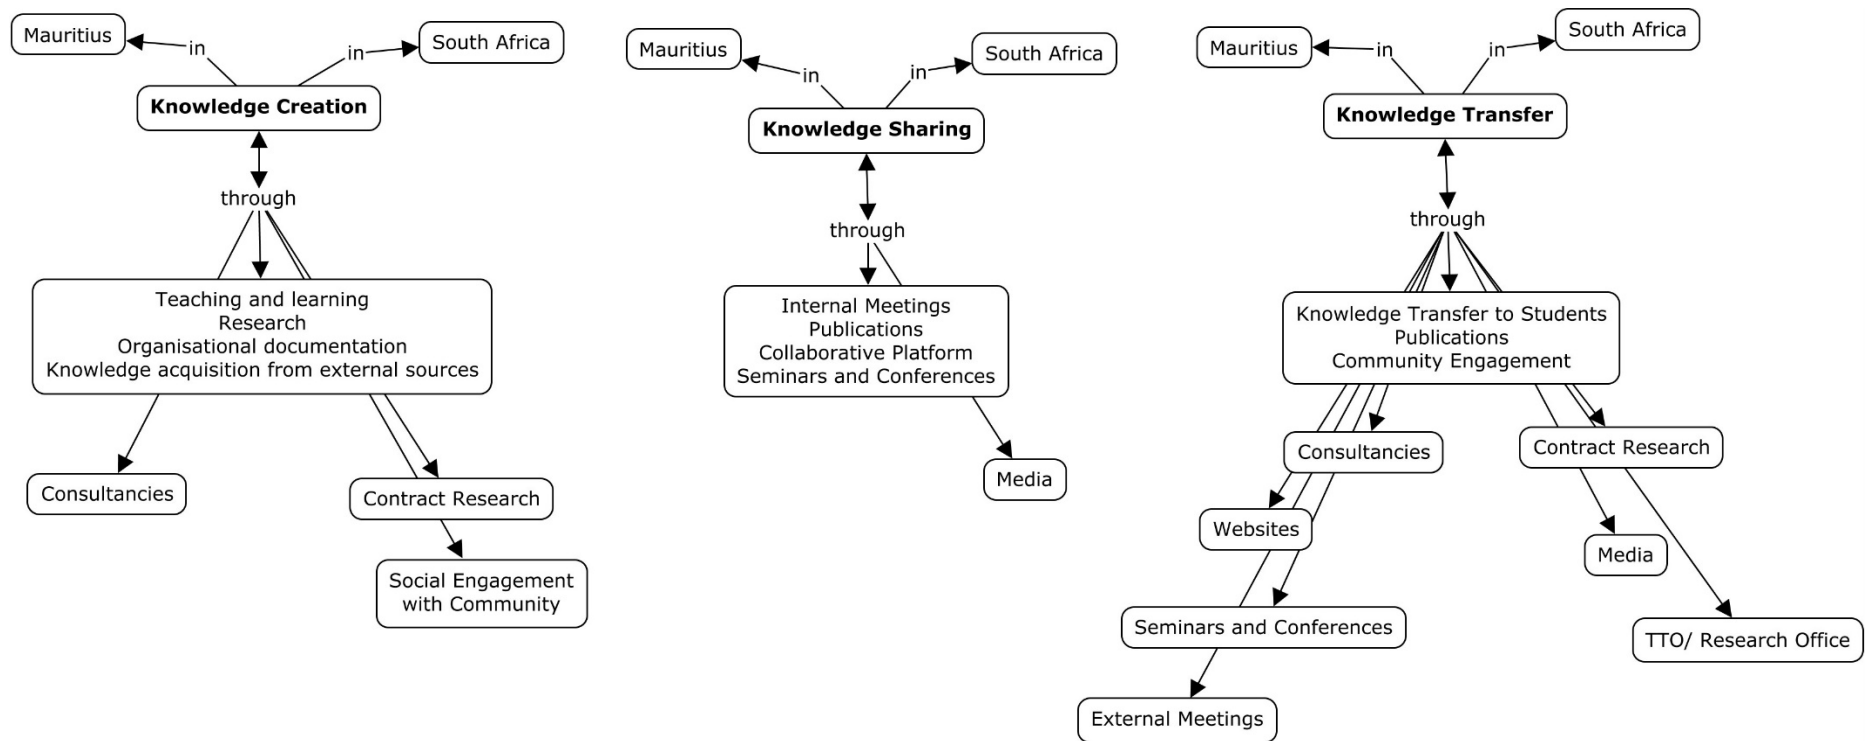 Mauritius
in
in
South Africa
Knowledge Creation
through
Teaching and learning
Research
Organisational documentation
Knowledge acquisition from external sources
Consultancies
Contract Research
Social Engagement
with Community
Mauritius
in
in
South Africa
Knowledge Sharing
through
Internal Meetings
Publications
Collaborative Platform
Seminars and Conferences
Media
Mauritius
in
in
South Africa
Knowledge Transfer
through
Knowledge Transfer to Students
Publications
Community Engagement
Consultancies
Contract Research
Websites
Media
Seminars and Conferences
TTO/ Research Office
External Meetings